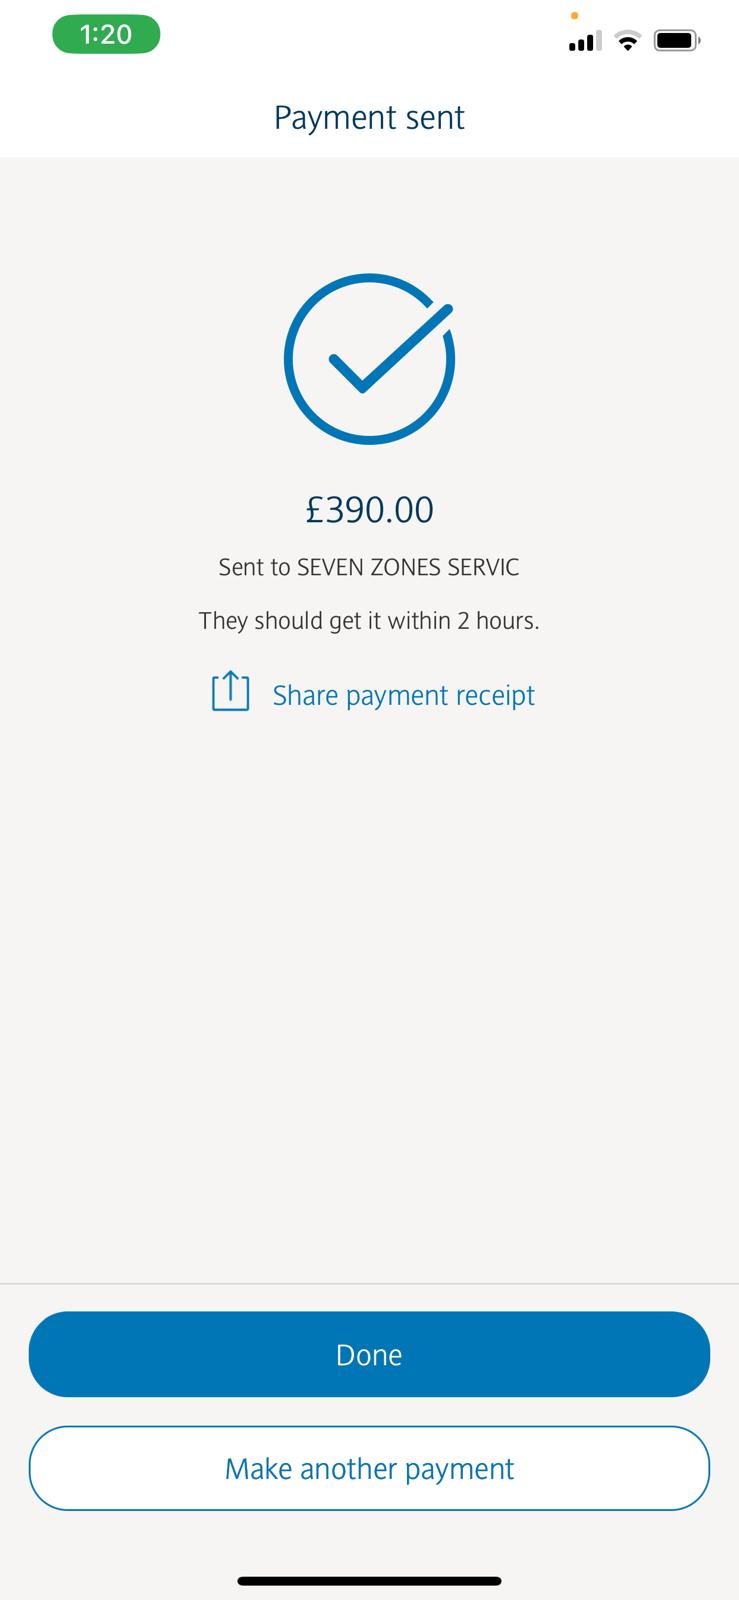 1:20
Payment sent
£390.00
Sent to SEVEN ZONES SERVIC
They should get it within 2 hours.
Share payment receipt
Done
Make another payment